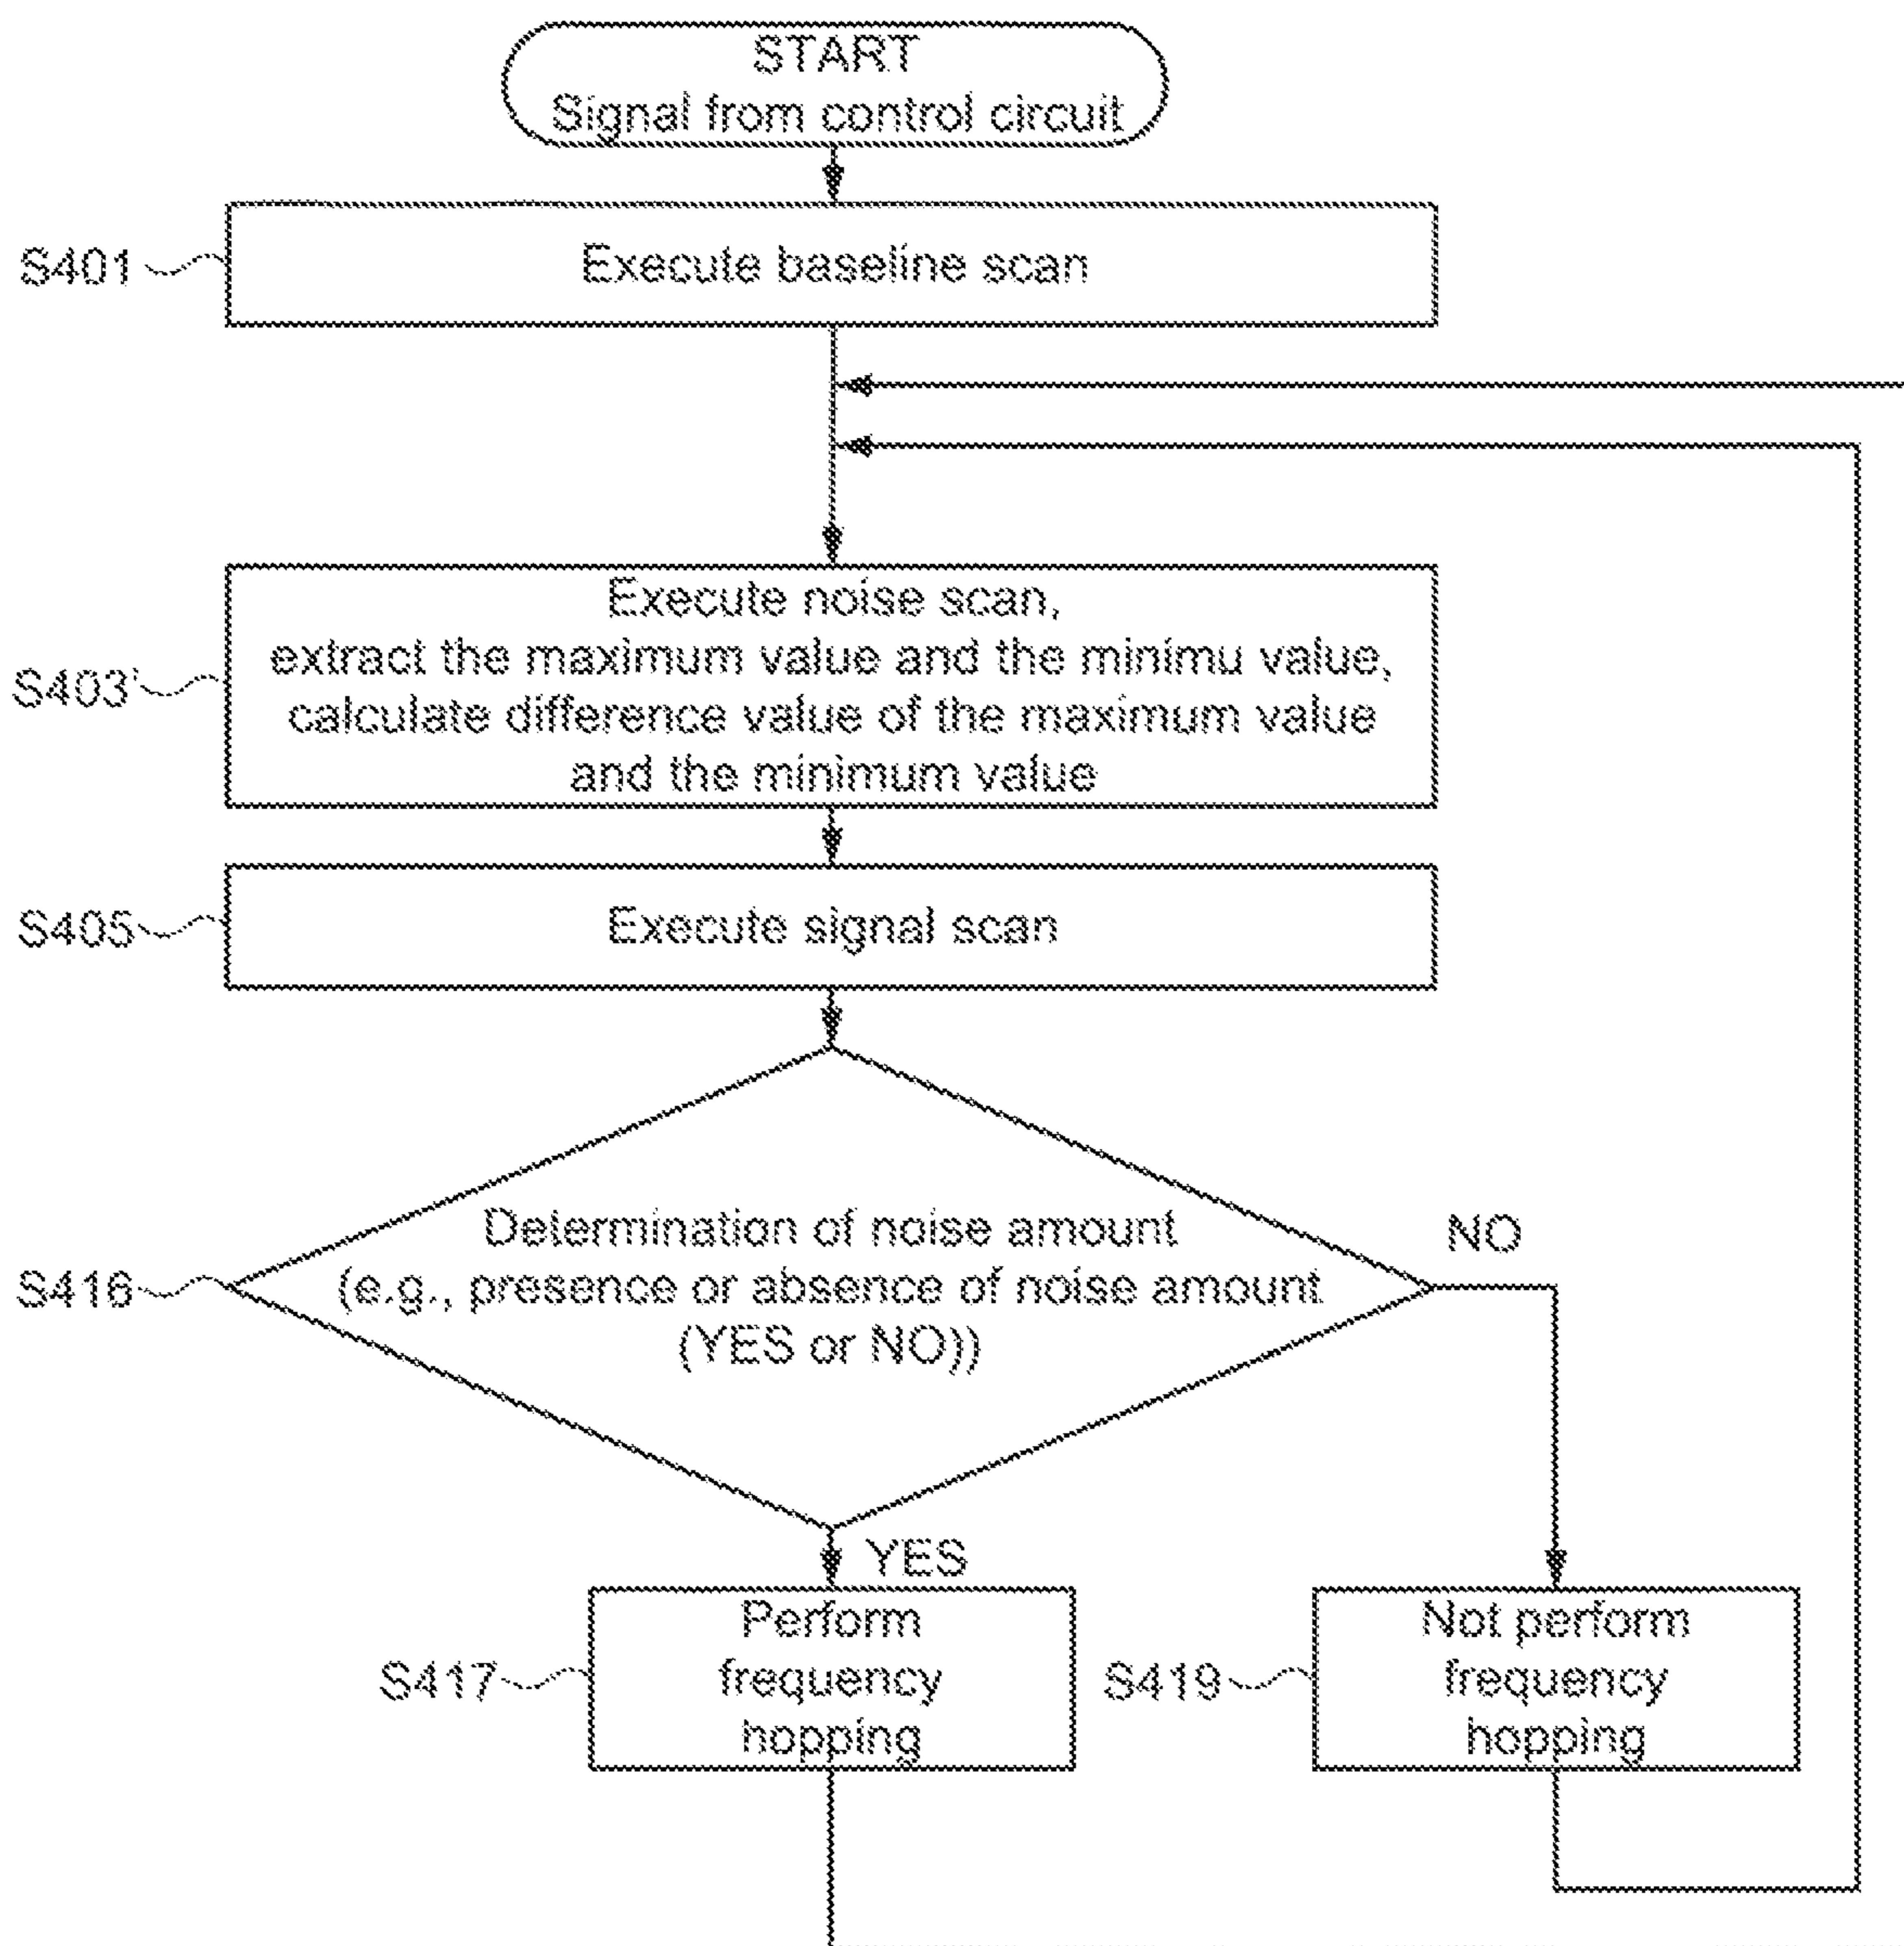 START
Signal from control circuit
S401
Execute baseline scan
S403'
Execute noise scan,
extract the maximum value and the minimu value,
calculate difference value of the maximum value
and the minimum value
S405
Execute signal scan
S416
Determination of noise amount
(e.g., presence or absence of noise amount
(YES or NO))
NO
YES
S417
Perform
frequency
hopping
S419
Not perform
frequency
hopping